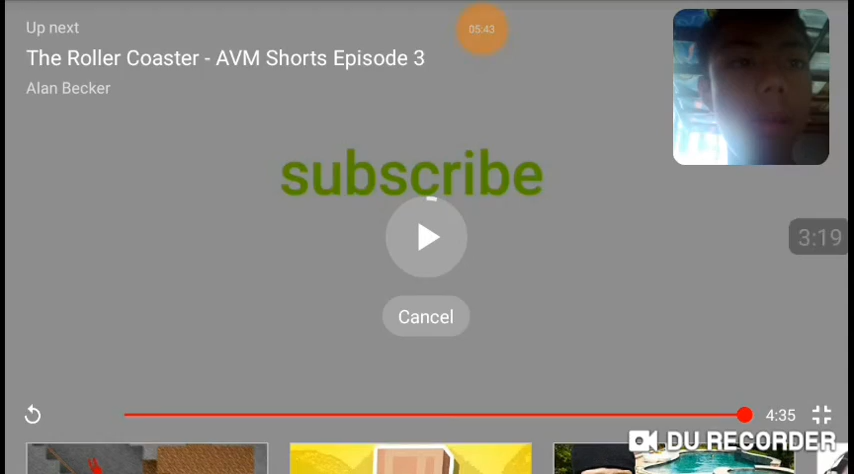 Up next
05:43
The Roller Coaster - AVM Shorts Episode 3
Alan Becker
subscribe
3:19
Cancel
4:35
DU RECORDER